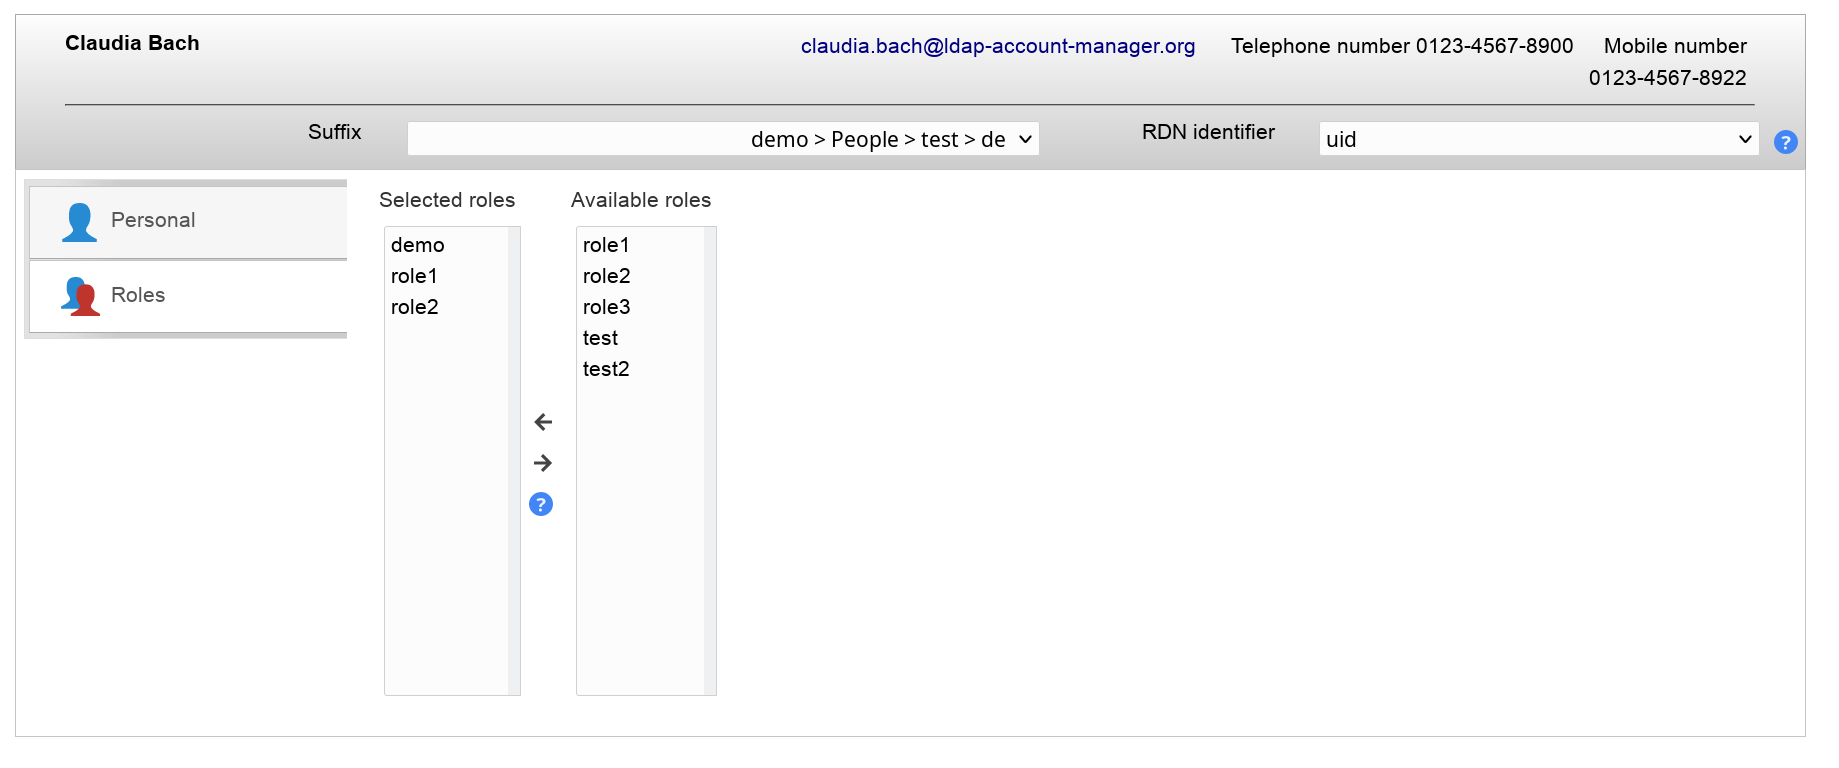 Claudia Bach
claudia.bach@ldap-account-manager.org Telephone number 0123-4567-8900 Mobile number
0123-4567-8922
Suffix demo > People > test > de RDN identifier uid ?
Personal
Roles
Selected roles
demo
role1
role2
?
Available roles
role1
role2
role3
test
test2